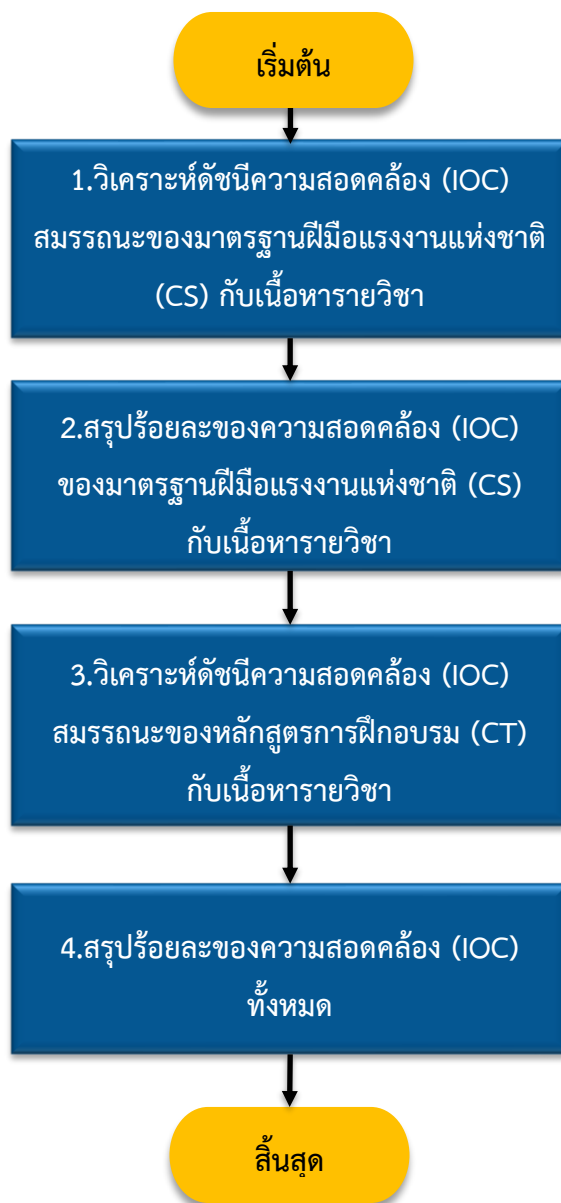 เริ่มต้น
1.วิเคราะห์ดัชนีความสอดคล้อง (IOC)
สมรรถนะของมาตรฐานฝีมือแรงงานแห่งชาติ
(CS) กับเนื้อหารายวิชา
2.สรุปร้อยละของความสอดคล้อง (IOC)
ของมาตรฐานฝีมือแรงงานแห่งชาติ (CS)
กับเนื้อหารายวิชา
3.วิเคราะห์ดัชนีความสอดคล้อง (IOC)
สมรรถนะของหลักสูตรการฝึกอบรม (CT)
กับเนื้อหารายวิชา
4.สรุปร้อยละของความสอดคล้อง (IOC)
ทั้งหมด
สิ้นสุด